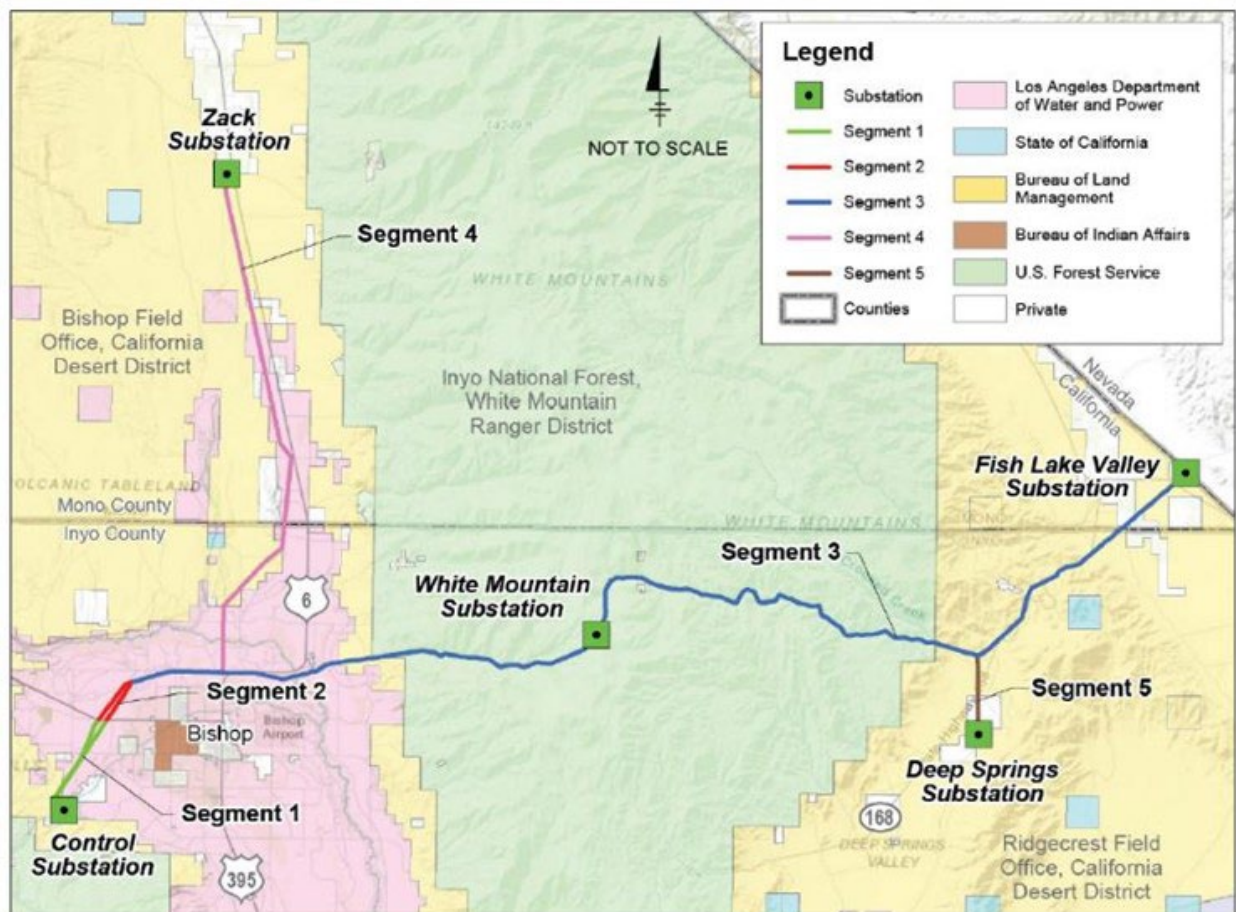 Legend
Substation
Segment 1
Segment 2
Segment 3
Segment 4
Segment 5
Counties
Los Angeles Department
of Water and Power
State of California
Bureau of Land
Management
Bureau of Indian Affairs
U.S. Forest Service
Private
NOT TO SCALE
Zack
Substation
Segment 4
WHITE MOUNTAINS
Bishop Field
Office, California
Desert District
Inyo National Forest,
White Mountain
Ranger District
Nevada
California
Fish Lake Valley
Substation
VOLCANIC TABLELAND
Mono County
Inyo County
WHITE MOUNTAINS
Segment 3
White Mountain
Substation
6
Segment 2
Segment 5
Bishop
Bishop
Airport
Deep Springs
Substation
Segment 1
Control
Substation
168
DEEP SPRINGS
VALLEY
Ridgecrest Field
Office, California
Desert District
395